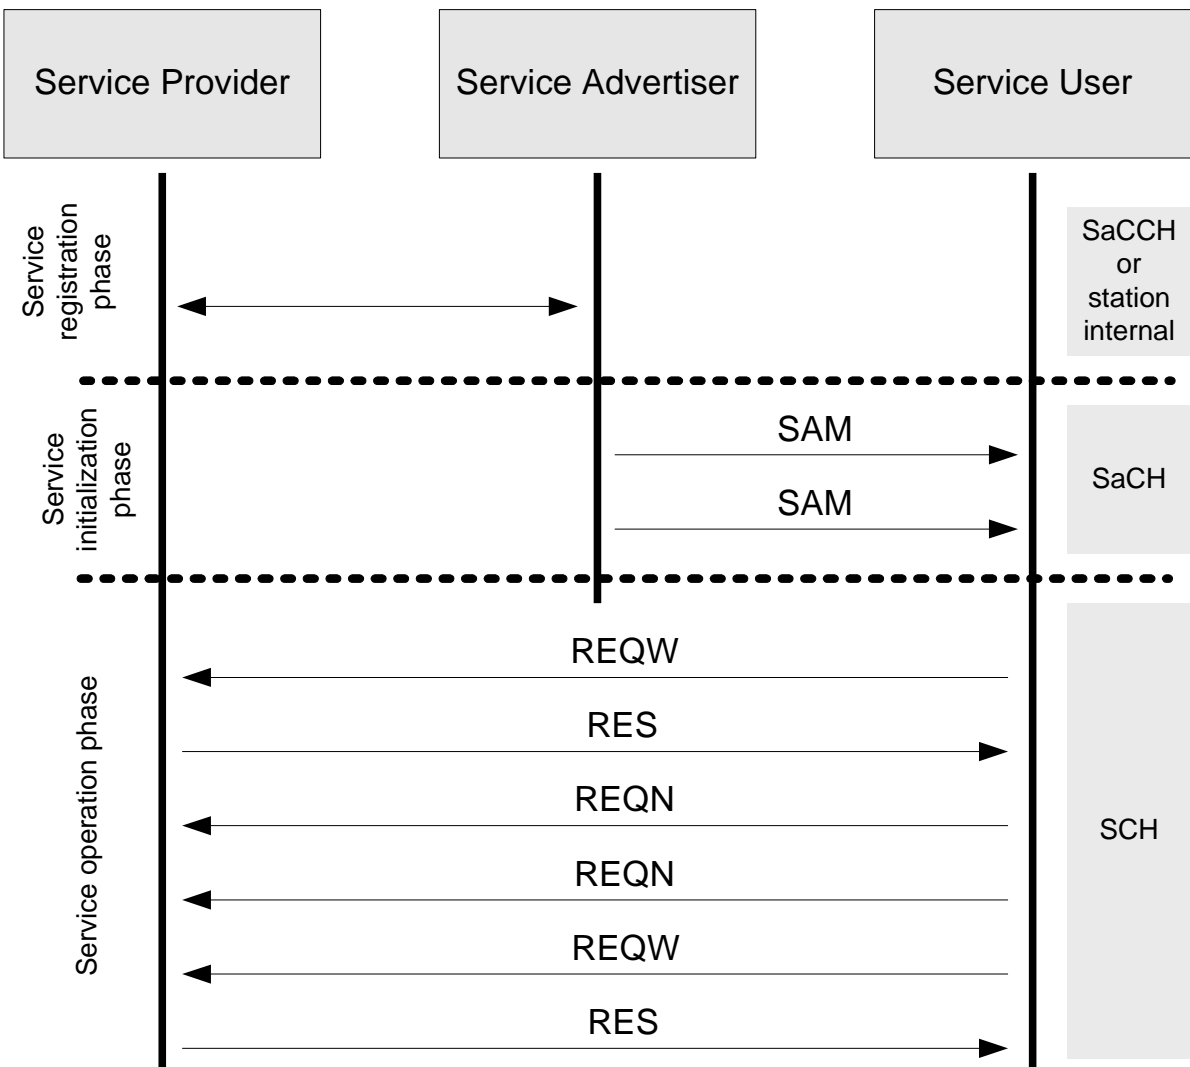 Service Provider
Service Advertiser
Service User
Service
registration
phase
SaCCH
or
station
internal
Service
initialization
phase
SAM
SAM
SaCH
Service operation phase
REQW
RES
REQN
REQN
REQW
RES
SCH